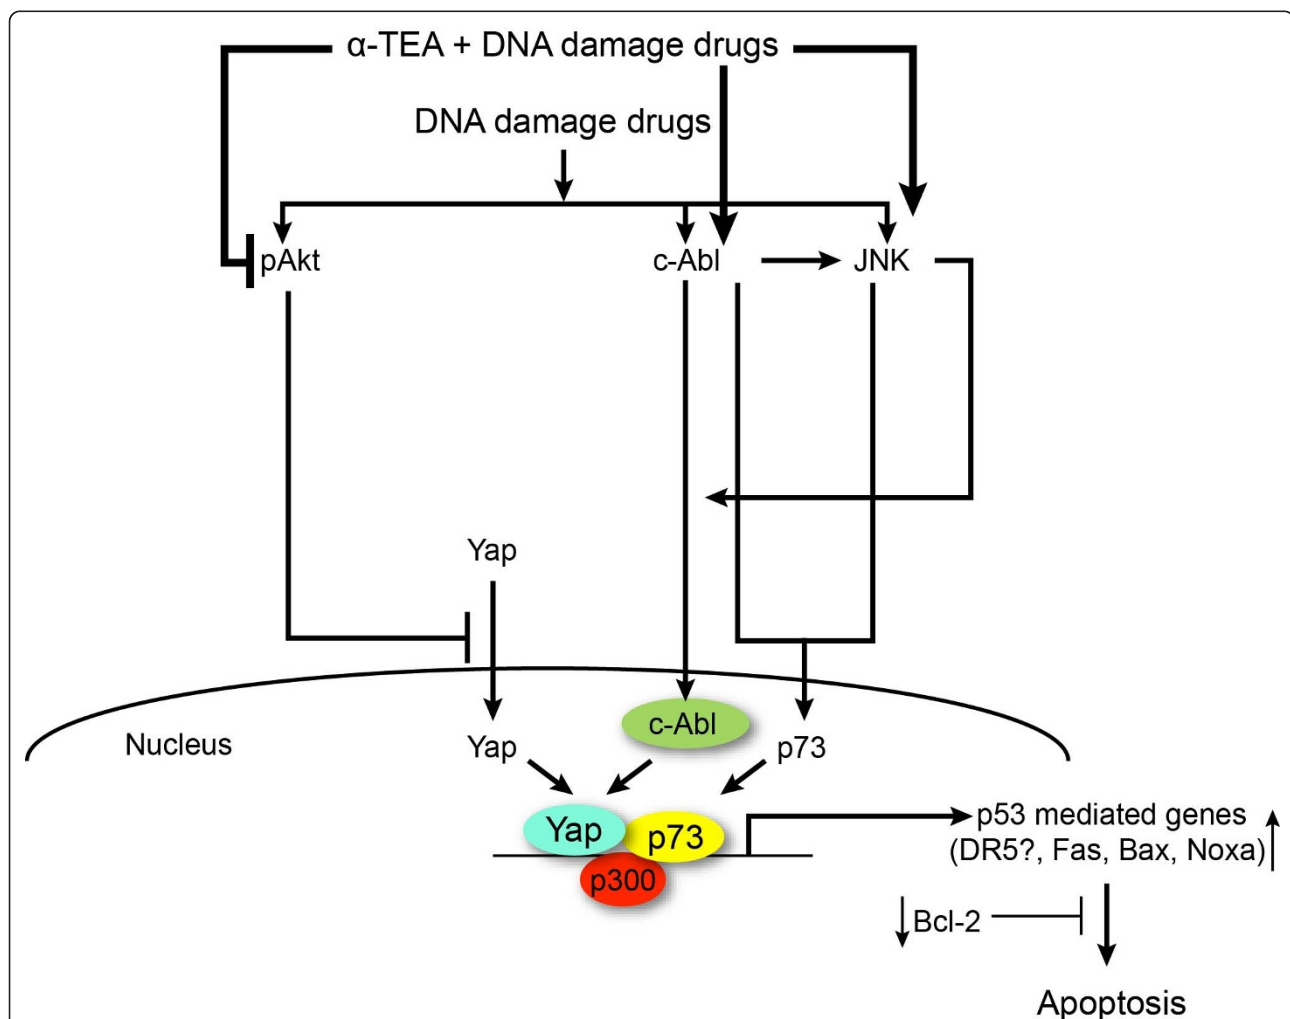 α-TEA + DNA damage drugs
DNA damage drugs
pAkt
c-Abl
JNK
Yap
c-Abl
Nucleus
Yap
p73
Yap
p73
p300
p53 mediated genes
(DR5?, Fas, Bax, Noxa)
Bcl-2
Apoptosis